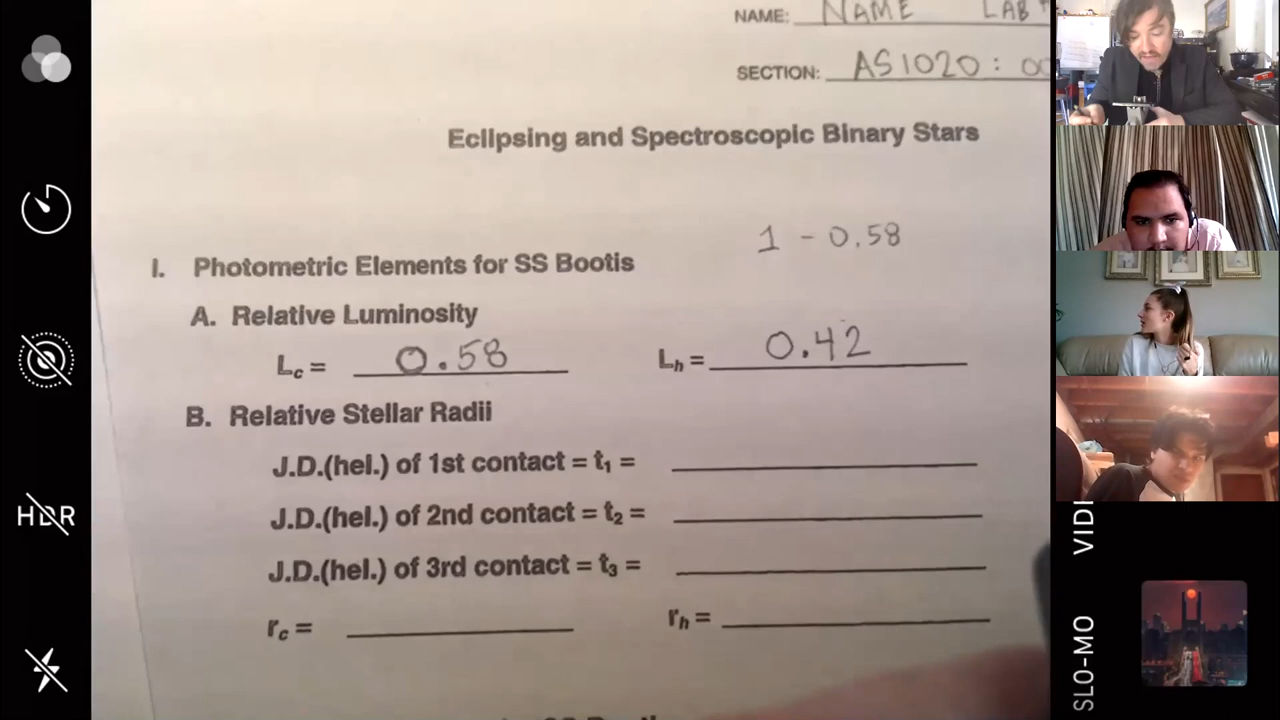 NAME: NAME LAB
SECTION: AS1020: 00
Eclipsing and Spectroscopic Binary Stars
1 - 0.58
I. Photometric Elements for SS Bootis
A. Relative Luminosity
Lc = 0.58 Lh = 0.42
B. Relative Stellar Radii
J.D.(hel.) of 1st contact = t1 =
J.D.(hel.) of 2nd contact = t2 =
J.D.(hel.) of 3rd contact = t3 =
rc = rh =
HDR
VIDE
SLO-MO